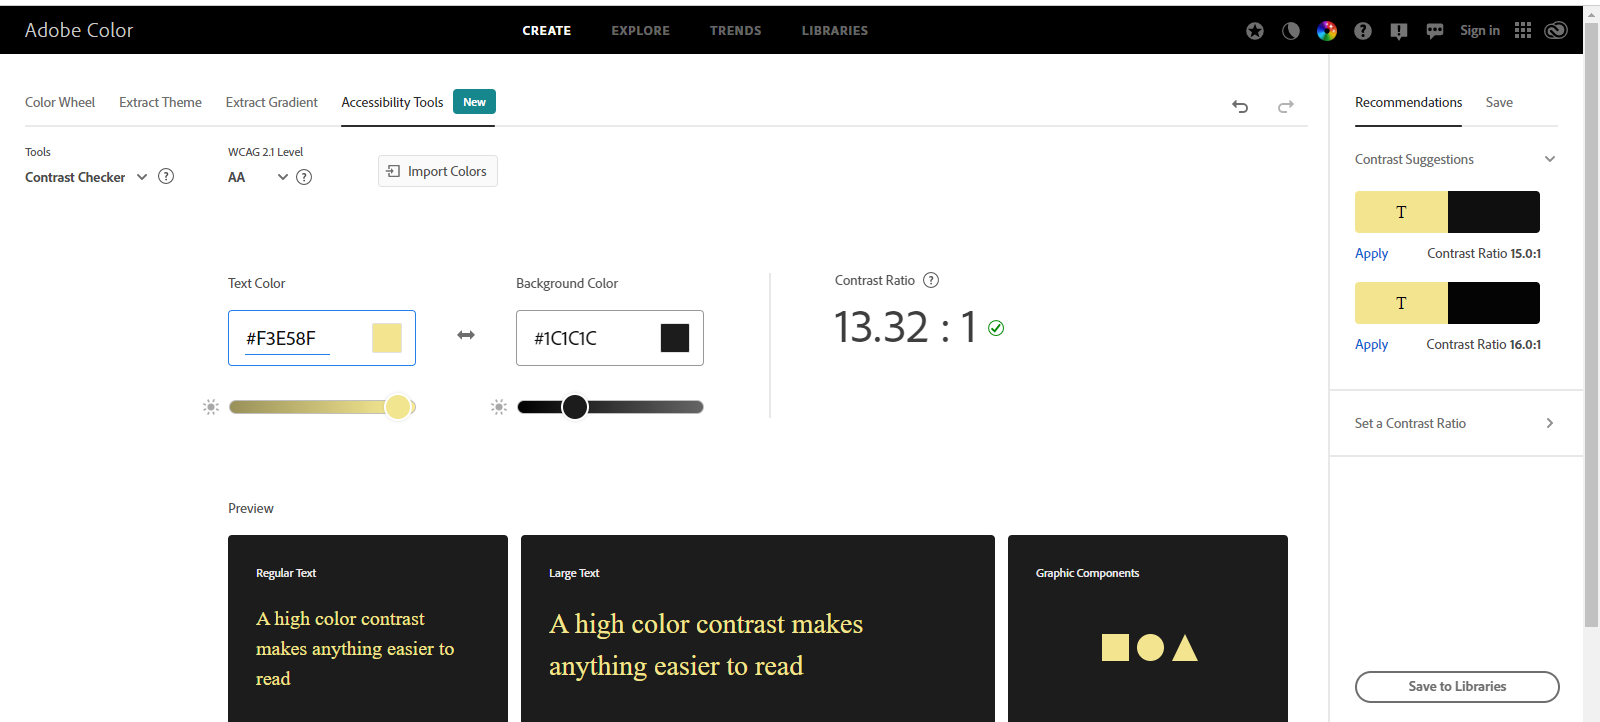 Adobe Color
CREATE EXPLORE TRENDS LIBRARIES
Sign in
Color Wheel Extract Theme Extract Gradient Accessibility Tools New
Tools
Contrast Checker
WCAG 2.1 Level
AA
Import Colors
Text Color
#F3E58F
Background Color
#1C1C1C
Contrast Ratio
13.32 : 1
Preview
Regular Text
A high color contrast
makes anything easier to
read
Large Text
A high color contrast makes
anything easier to read
Graphic Components
Recommendations Save
Contrast Suggestions
T
Apply Contrast Ratio 15.0:1
T
Apply Contrast Ratio 16.0:1
Set a Contrast Ratio
Save to Libraries